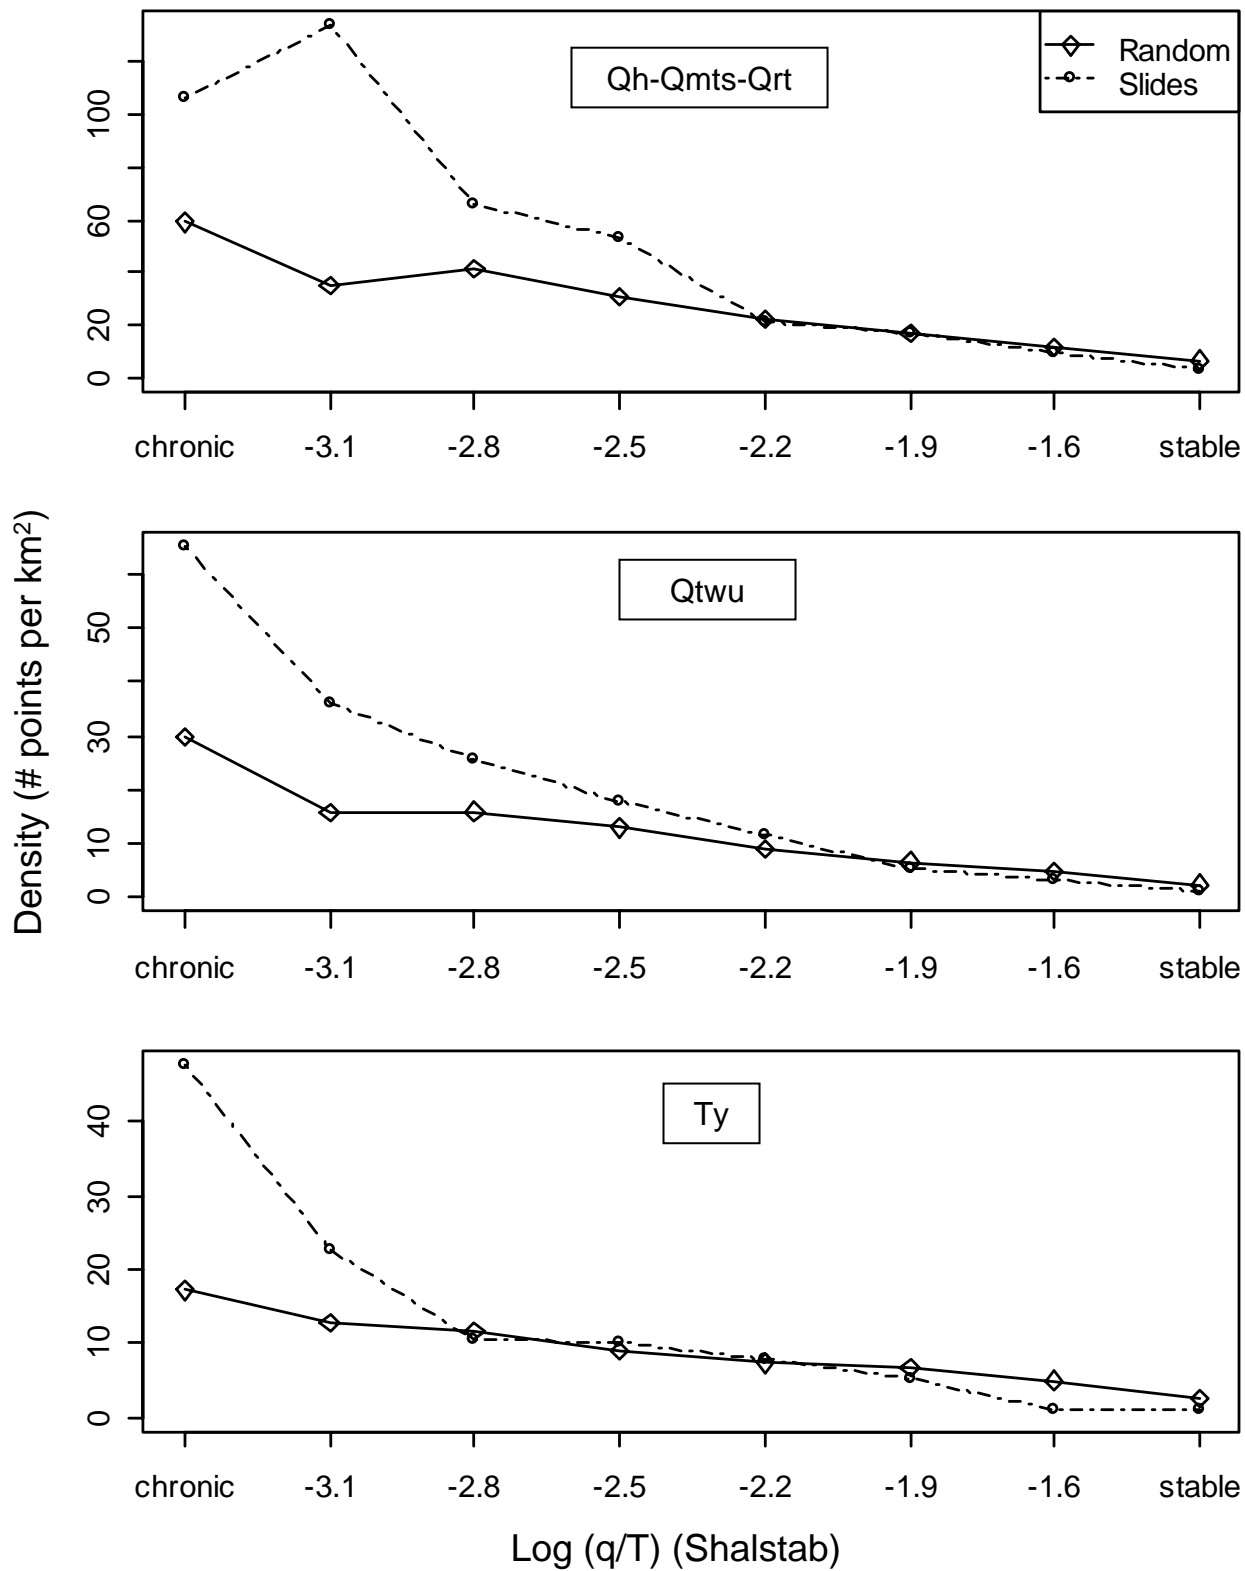 Qh-Qmts-Qrt
Random
Slides
100
60
20
0
chronic -3.1 -2.8 -2.5 -2.2 -1.9 -1.6 stable
Density (# points per km²)
Qtwu
50
30
10
0
chronic -3.1 -2.8 -2.5 -2.2 -1.9 -1.6 stable
Ty
40
30
20
10
0
chronic -3.1 -2.8 -2.5 -2.2 -1.9 -1.6 stable
Log (q/T) (Shalstab)